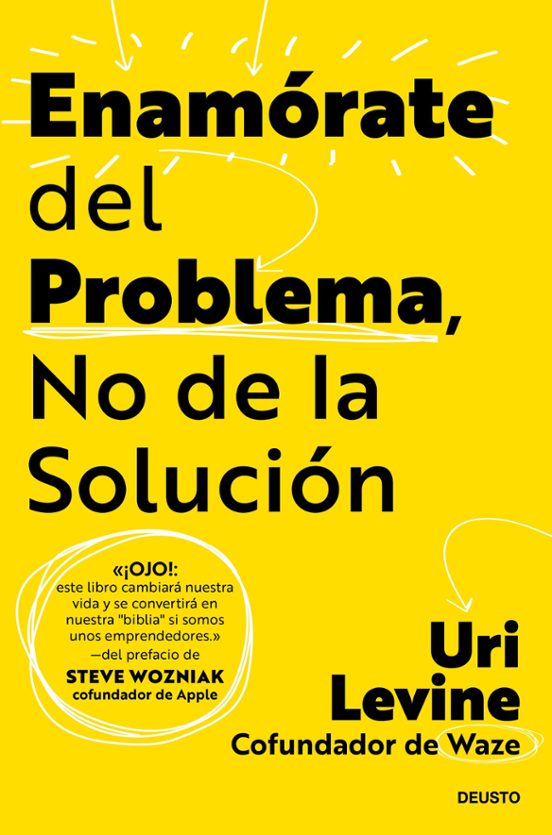 Enamórate
del
Problema,
No de la
Solución
«¡OJO!:
este libro cambiará nuestra
vida y se convertirá en
nuestra "biblia" si somos
unos emprendedores.»
—del prefacio de
STEVE WOZNIAK
cofundador de Apple
Uri
Levine
Cofundador de Waze
DEUSTO